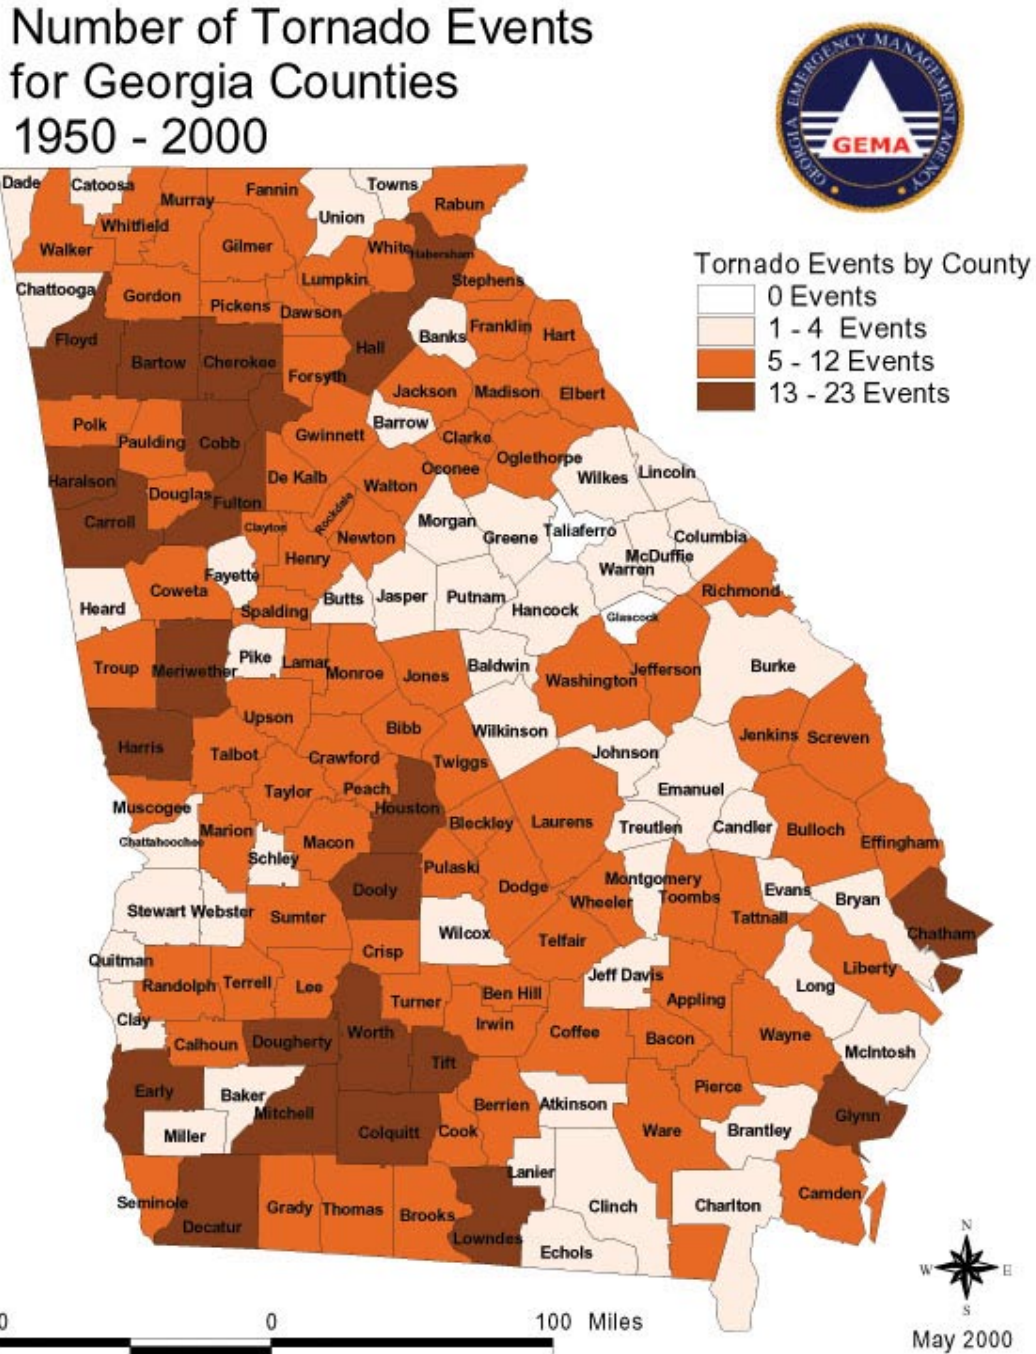 Number of Tornado Events
for Georgia Counties
1950 - 2000
GEORGIA EMERGENCY MANAGEMENT AGENCY
GEMA
Tornado Events by County
0 Events
1 - 4 Events
5 - 12 Events
13 - 23 Events
Dade
Catoosa
Murray
Fannin
Towns
Union
Rabun
Whitfield
Walker
Gilmer
White
Habersham
Lumpkin
Stephens
Chattooga
Gordon
Pickens
Dawson
Banks
Franklin
Hart
Floyd
Bartow
Cherokee
Hall
Forsyth
Jackson
Madison
Elbert
Polk
Paulding
Cobb
Gwinnett
Barrow
Clarke
Oglethorpe
Haralson
Douglas
Fulton
De Kalb
Walton
Oconee
Wilkes
Lincoln
Carroll
Clayton
Rockdale
Newton
Morgan
Greene
Taliaferro
Columbia
McDuffie
Warren
Henry
Fayette
Coweta
Heard
Spalding
Butts
Jasper
Putnam
Hancock
Glascock
Richmond
Troup
Meriwether
Pike
Lamar
Monroe
Jones
Baldwin
Washington
Jefferson
Burke
Harris
Upson
Talbot
Bibb
Crawford
Twiggs
Wilkinson
Johnson
Jenkins
Screven
Muscogee
Taylor
Peach
Houston
Emanuel
Chattahoochee
Marion
Schley
Macon
Bleckley
Laurens
Treutlen
Candler
Bulloch
Effingham
Pulaski
Dooly
Dodge
Montgomery
Wheeler
Toombs
Evans
Bryan
Tattnall
Stewart
Webster
Sumter
Wilcox
Telfair
Chatham
Quitman
Crisp
Randolph
Terrell
Lee
Turner
Ben Hill
Jeff Davis
Appling
Long
Liberty
Clay
Calhoun
Dougherty
Worth
Tift
Irwin
Coffee
Bacon
Wayne
McIntosh
Early
Baker
Mitchell
Miller
Colquitt
Cook
Berrien
Atkinson
Ware
Pierce
Brantley
Glynn
Seminole
Decatur
Grady
Thomas
Brooks
Lowndes
Lanier
Clinch
Echols
Charlton
Camden
N
W
E
S
0
0
100 Miles
May 2000